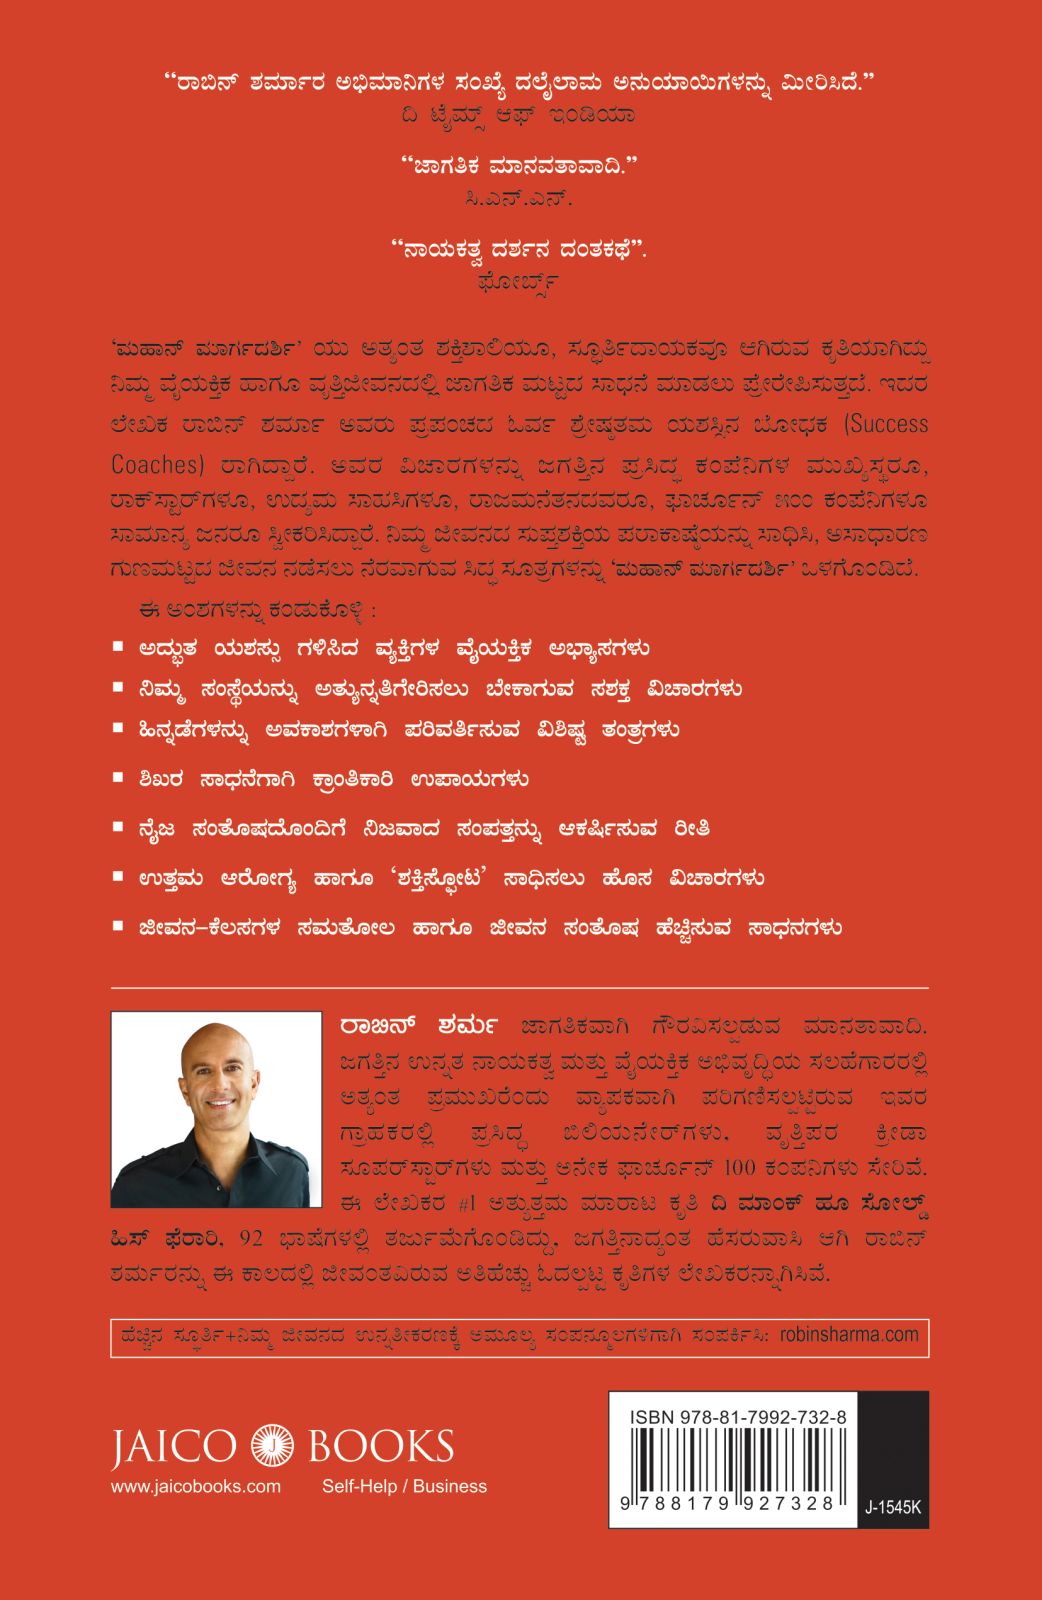 “ರಾಬಿನ್ ಶರ್ಮಾರ ಅಭಿಮಾನಿಗಳ ಸಂಖ್ಯೆ ದಲೈಲಾಮ ಅನುಯಾಯಿಗಳನ್ನು ಮೀರಿಸಿದೆ.”
ದಿ ಟೈಮ್ಸ್ ಆಫ್ ಇಂಡಿಯಾ
“ಜಾಗತಿಕ ಮಾನವತಾವಾದಿ.”
ಸಿ.ಎನ್.ಎನ್.
“ನಾಯಕತ್ವ ದರ್ಶನ ದಂತಕಥೆ”.
ಫೋರ್ಬ್ಸ್
‘ಮಹಾನ್ ಮಾರ್ಗದರ್ಶಿ’ ಯು ಅತ್ಯಂತ ಶಕ್ತಿಶಾಲಿಯೂ, ಸ್ಫೂರ್ತಿದಾಯಕವೂ ಆಗಿರುವ ಕೃತಿಯಾಗಿದ್ದು
ನಿಮ್ಮ ವೈಯಕ್ತಿಕ ಹಾಗೂ ವೃತ್ತಿಜೀವನದಲ್ಲಿ ಜಾಗತಿಕ ಮಟ್ಟದ ಸಾಧನೆ ಮಾಡಲು ಪ್ರೇರೇಪಿಸುತ್ತದೆ. ಇದರ
ಲೇಖಕ ರಾಬಿನ್ ಶರ್ಮಾ ಅವರು ಪ್ರಪಂಚದ ಓರ್ವ ಶ್ರೇಷ್ಠತಮ ಯಶಸ್ಸಿನ ಬೋಧಕ (Success
Coaches) ರಾಗಿದ್ದಾರೆ. ಅವರ ವಿಚಾರಗಳನ್ನು ಜಗತ್ತಿನ ಪ್ರಸಿದ್ಧ ಕಂಪೆನಿಗಳ ಮುಖ್ಯಸ್ಥರೂ,
ರಾಕ್‌ಸ್ಟಾರ್‌ಗಳೂ, ಉದ್ಯಮ ಸಾಹಸಿಗಳೂ, ರಾಜಮನೆತನದವರೂ, ಫಾರ್ಚೂನ್ ೫೦೦ ಕಂಪೆನಿಗಳೂ
ಸಾಮಾನ್ಯ ಜನರೂ ಸ್ವೀಕರಿಸಿದ್ದಾರೆ. ನಿಮ್ಮ ಜೀವನದ ಸುಪ್ತಶಕ್ತಿಯ ಪರಾಕಾಷ್ಠೆಯನ್ನು ಸಾಧಿಸಿ, ಅಸಾಧಾರಣ
ಗುಣಮಟ್ಟದ ಜೀವನ ನಡೆಸಲು ನೆರವಾಗುವ ಸಿದ್ಧ ಸೂತ್ರಗಳನ್ನು ‘ಮಹಾನ್ ಮಾರ್ಗದರ್ಶಿ’ ಒಳಗೊಂಡಿದೆ.
ಈ ಅಂಶಗಳನ್ನು ಕಂಡುಕೊಳ್ಳಿ :
▪ ಅದ್ಭುತ ಯಶಸ್ಸು ಗಳಿಸಿದ ವ್ಯಕ್ತಿಗಳ ವೈಯಕ್ತಿಕ ಅಭ್ಯಾಸಗಳು
▪ ನಿಮ್ಮ ಸಂಸ್ಥೆಯನ್ನು ಅತ್ಯುನ್ನತಿಗೇರಿಸಲು ಬೇಕಾಗುವ ಸಶಕ್ತ ವಿಚಾರಗಳು
▪ ಹಿನ್ನಡೆಗಳನ್ನು ಅವಕಾಶಗಳಾಗಿ ಪರಿವರ್ತಿಸುವ ವಿಶಿಷ್ಟ ತಂತ್ರಗಳು
▪ ಶಿಖರ ಸಾಧನೆಗಾಗಿ ಕ್ರಾಂತಿಕಾರಿ ಉಪಾಯಗಳು
▪ ನೈಜ ಸಂತೊಷದೊಂದಿಗೆ ನಿಜವಾದ ಸಂಪತ್ತನ್ನು ಆಕರ್ಷಿಸುವ ರೀತಿ
▪ ಉತ್ತಮ ಆರೋಗ್ಯ ಹಾಗೂ ‘ಶಕ್ತಿಸ್ಫೋಟ’ ಸಾಧಿಸಲು ಹೊಸ ವಿಚಾರಗಳು
▪ ಜೀವನ–ಕೆಲಸಗಳ ಸಮತೋಲ ಹಾಗೂ ಜೀವನ ಸಂತೊಷ ಹೆಚ್ಚಿಸುವ ಸಾಧನಗಳು
ರಾಬಿನ್ ಶರ್ಮ ಜಾಗತಿಕವಾಗಿ ಗೌರವಿಸಲ್ಪಡುವ ಮಾನತಾವಾದಿ.
ಜಗತ್ತಿನ ಉನ್ನತ ನಾಯಕತ್ವ ಮತ್ತು ವೈಯಕ್ತಿಕ ಅಭಿವೃದ್ಧಿಯ ಸಲಹೆಗಾರರಲ್ಲಿ
ಅತ್ಯಂತ ಪ್ರಮುಖರೆಂದು ವ್ಯಾಪಕವಾಗಿ ಪರಿಗಣಿಸಲ್ಪಟ್ಟಿರುವ ಇವರ
ಗ್ರಾಹಕರಲ್ಲಿ ಪ್ರಸಿದ್ಧ ಬಿಲಿಯನೇರ್‌ಗಳು, ವೃತ್ತಿಪರ ಕ್ರೀಡಾ
ಸೂಪರ್‌ಸ್ಟಾರ್‌ಗಳು ಮತ್ತು ಅನೇಕ ಫಾರ್ಚೂನ್ 100 ಕಂಪನಿಗಳು ಸೇರಿವೆ.
ಈ ಲೇಖಕರ #1 ಅತ್ಯುತ್ತಮ ಮಾರಾಟ ಕೃತಿ ದಿ ಮಾಂಕ್ ಹೂ ಸೋಲ್ಡ್
ಹಿಸ್ ಫೆರಾರಿ, 92 ಭಾಷೆಗಳಲ್ಲಿ ತರ್ಜುಮೆಗೊಂಡಿದ್ದು, ಜಗತ್ತಿನಾದ್ಯಂತ ಹೆಸರುವಾಸಿ ಆಗಿ ರಾಬಿನ್
ಶರ್ಮರನ್ನು ಈ ಕಾಲದಲ್ಲಿ ಜೀವಂತವಿರುವ ಅತಿಹೆಚ್ಚು ಓದಲ್ಪಟ್ಟ ಕೃತಿಗಳ ಲೇಖಕರನ್ನಾಗಿಸಿವೆ.
ಹೆಚ್ಚಿನ ಸ್ಫೂರ್ತಿ+ನಿಮ್ಮ ಜೀವನದ ಉನ್ನತೀಕರಣಕ್ಕೆ ಅಮೂಲ್ಯ ಸಂಪನ್ಮೂಲಗಳಿಗಾಗಿ ಸಂಪರ್ಕಿಸಿ: robinsharma.com
JAICO J BOOKS
www.jaicobooks.com Self-Help / Business
ISBN 978-81-7992-732-8
9 788179 927328
J-1545K